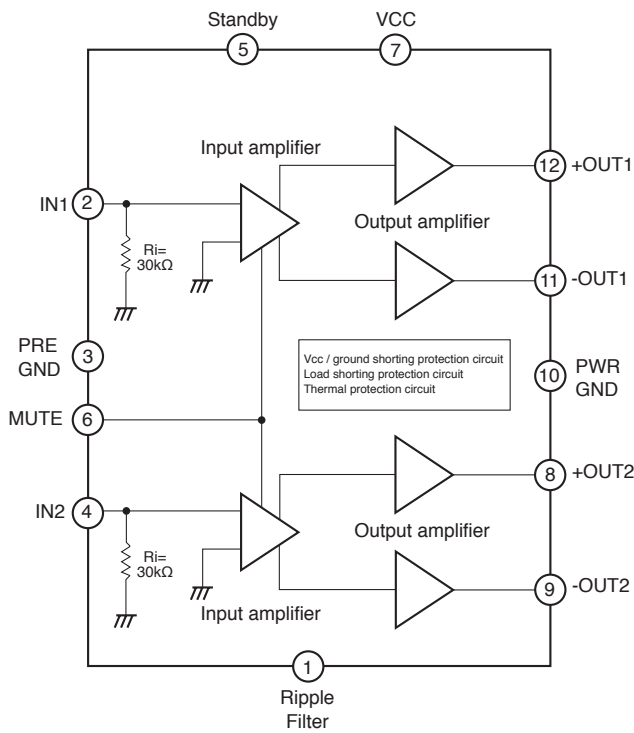 Standby
VCC
5
7
Input amplifier
12
+OUT1
IN1
2
Output amplifier
Ri=
30kΩ
11
-OUT1
PRE
GND
3
Vcc / ground shorting protection circuit
Load shorting protection circuit
Thermal protection circuit
10
PWR
GND
MUTE
6
8
+OUT2
IN2
4
Output amplifier
Ri=
30kΩ
9
-OUT2
Input amplifier
1
Ripple
Filter